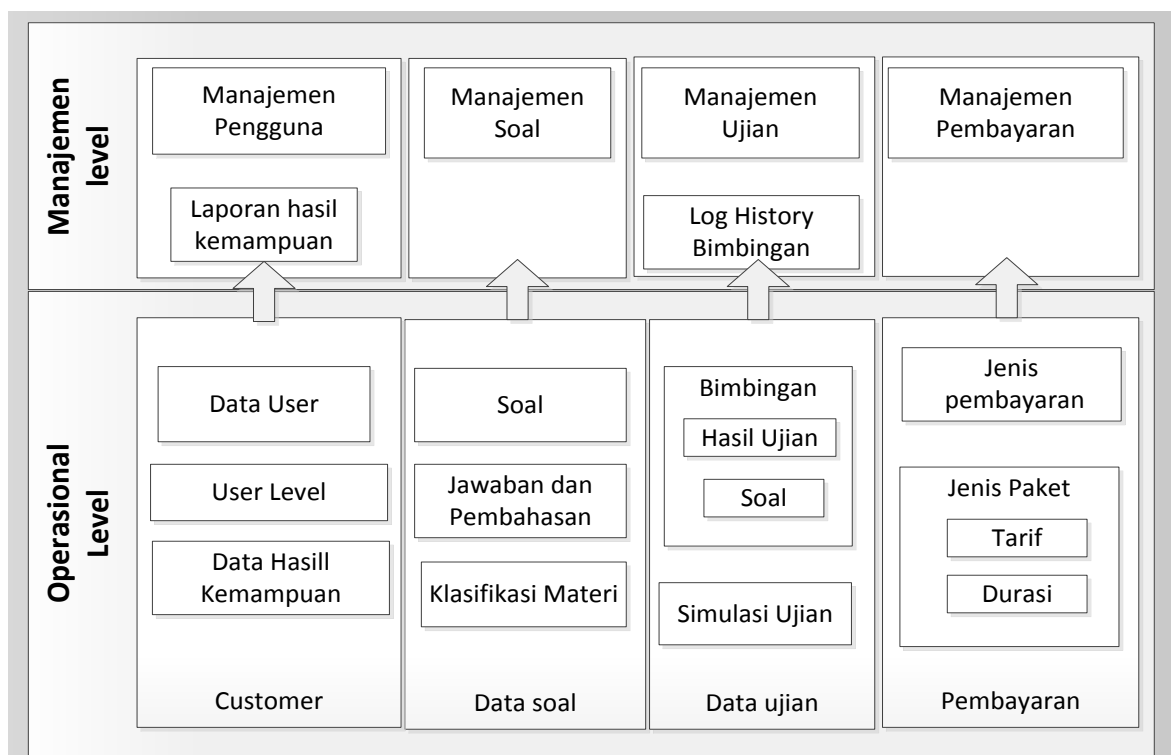 Manajemen
level
Manajemen
Pengguna
Laporan hasil
kemampuan
Manajemen
Soal
Manajemen
Ujian
Log History
Bimbingan
Manajemen
Pembayaran
Operasional
Level
Data User
User Level
Data Hasill
Kemampuan
Customer
Soal
Jawaban dan
Pembahasan
Klasifikasi Materi
Data soal
Bimbingan
Hasil Ujian
Soal
Simulasi Ujian
Data ujian
Jenis
pembayaran
Jenis Paket
Tarif
Durasi
Pembayaran